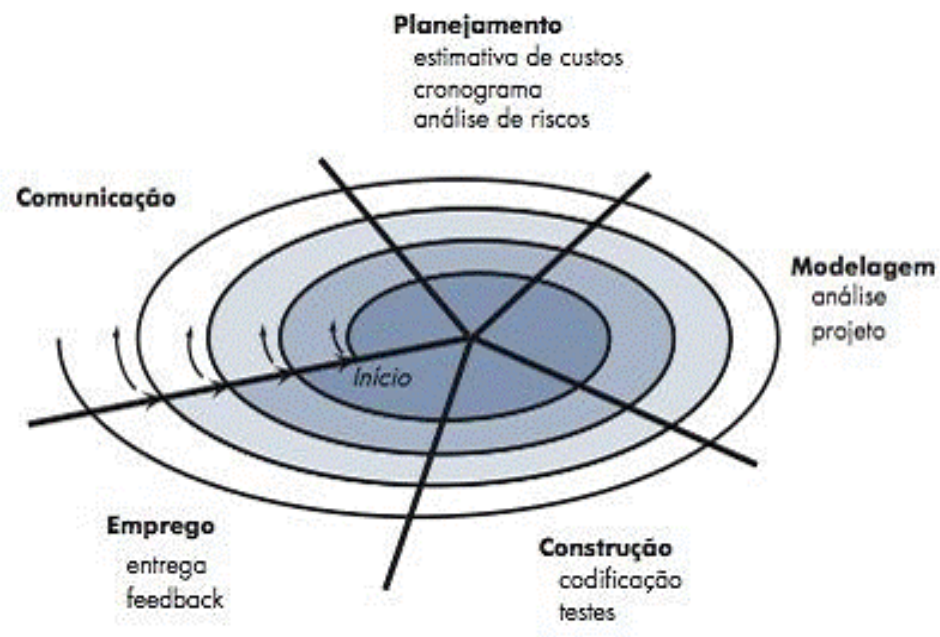 Planejamento
estimativa de custos
cronograma
análise de riscos
Comunicação
Modelagem
análise
projeto
Início
Emprego
entrega
feedback
Construção
codificação
testes